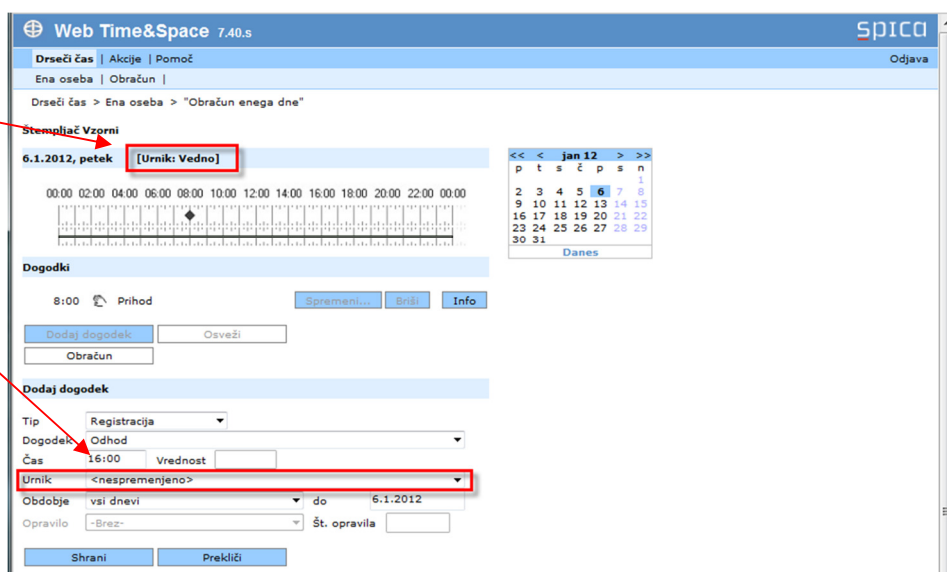 Web Time&Space 7.40.s spica
Drseči čas | Akcije | Pomoč Odjava
Ena oseba | Obračun |
Drseči čas > Ena oseba > "Obračun enega dne"
Štempljač Vzorni
6.1.2012, petek [Urnik: Vedno]
00:00 02:00 04:00 06:00 08:00 10:00 12:00 14:00 16:00 18:00 20:00 22:00 00:00
Dogodki
8:00 Prihod Spremeni... Briši Info
Dodaj dogodek Osveži
Obračun
Dodaj dogodek
Tip Registracija
Dogodek Odhod
Čas 16:00 Vrednost
Urnik <nespremenjeno>
Obdobje vsi dnevi do 6.1.2012
Opravilo -Brez- Št. opravila
Shrani Prekliči
<< < jan 12 > >>
p t s č p s n
1
2 3 4 5 6 7 8
9 10 11 12 13 14 15
16 17 18 19 20 21 22
23 24 25 26 27 28 29
30 31
Danes